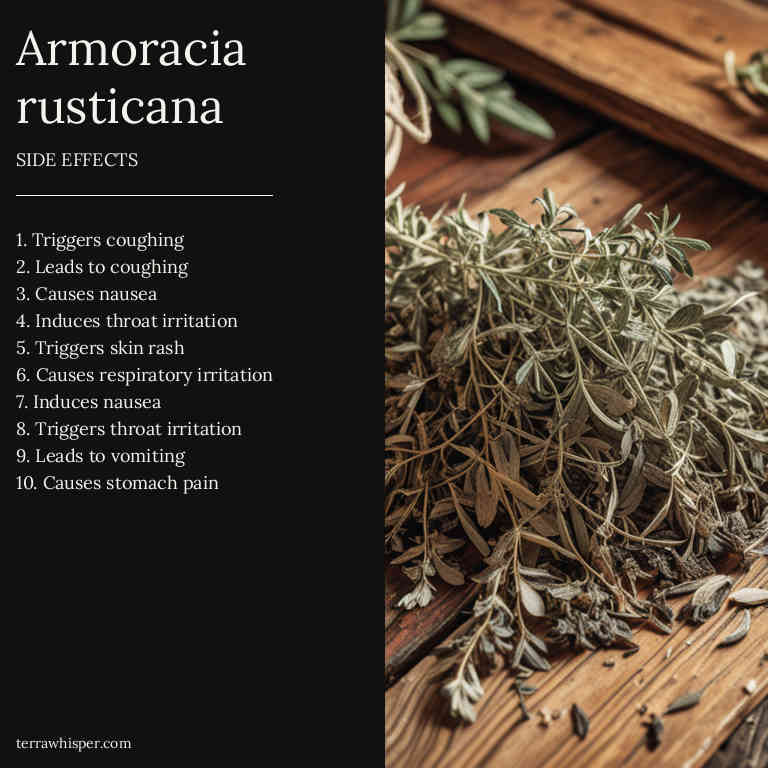 Armoracia
rusticana
SIDE EFFECTS
1. Triggers coughing
2. Leads to coughing
3. Causes nausea
4. Induces throat irritation
5. Triggers skin rash
6. Causes respiratory irritation
7. Induces nausea
8. Triggers throat irritation
9. Leads to vomiting
10. Causes stomach pain
terrawhisper.com